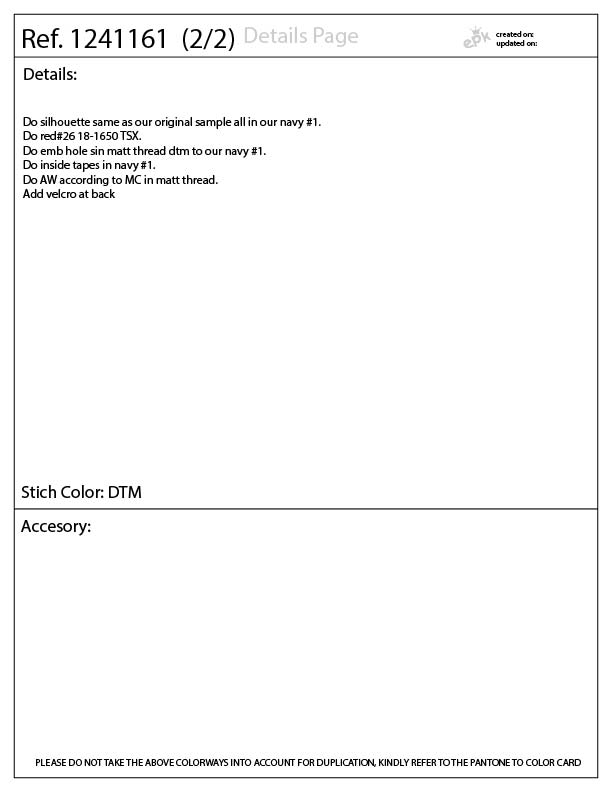 Ref. 1241161 (2/2) Details Page
epk
created on:
updated on:
Details:
Do silhouette same as our original sample all in our navy #1.
Do red#26 18-1650 TSX.
Do emb hole sin matt thread dtm to our navy #1.
Do inside tapes in navy #1.
Do AW according to MC in matt thread.
Add velcro at back
Stich Color: DTM
Accesory:
PLEASE DO NOT TAKE THE ABOVE COLORWAYS INTO ACCOUNT FOR DUPLICATION, KINDLY REFER TO THE PANTONE TO COLOR CARD